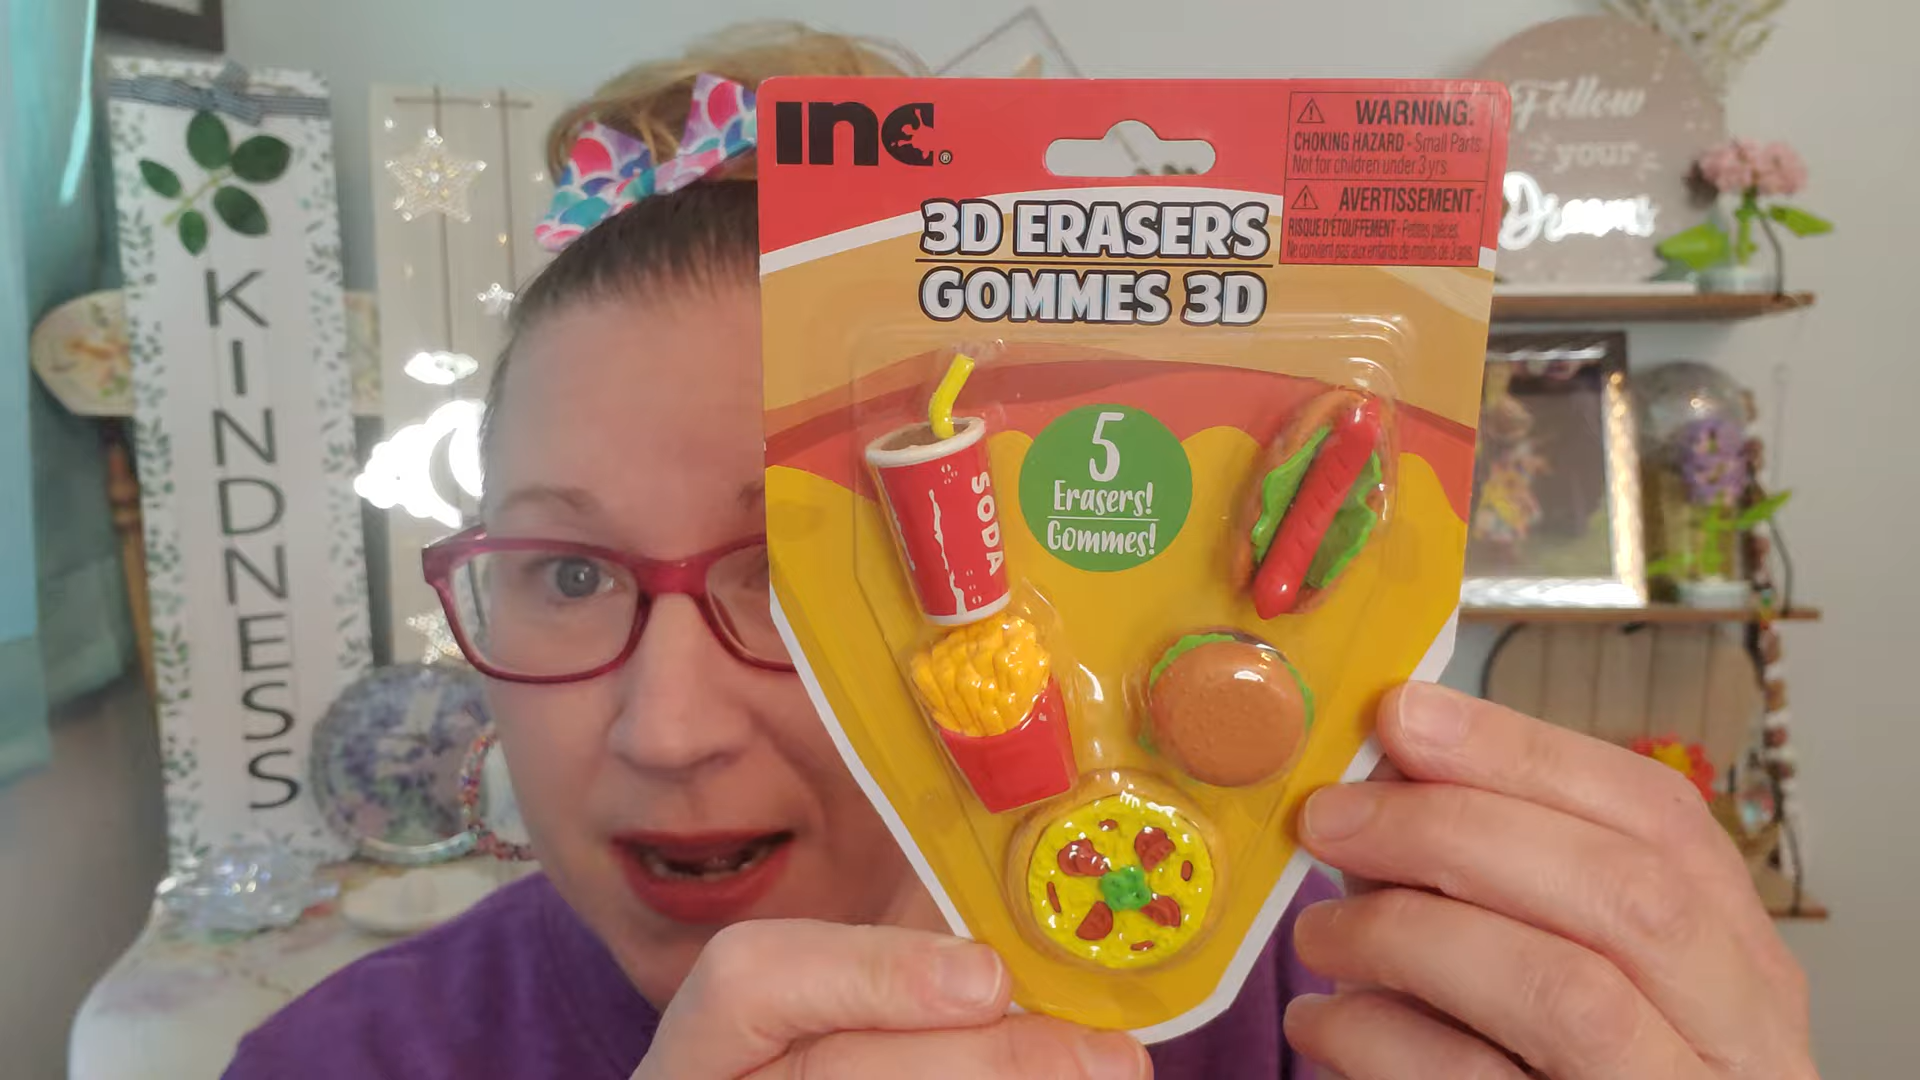 KINDNESS
inc®
WARNING:
CHOKING HAZARD - Small Parts
Not for children under 3 yrs
AVERTISSEMENT :
RISQUE D'ÉTOUFFEMENT - Petites pièces.
Ne convient pas aux enfants de moins de 3 ans.
3D ERASERS
GOMMES 3D
5
Erasers!
Gommes!
SODA
Follow
your
Dreams